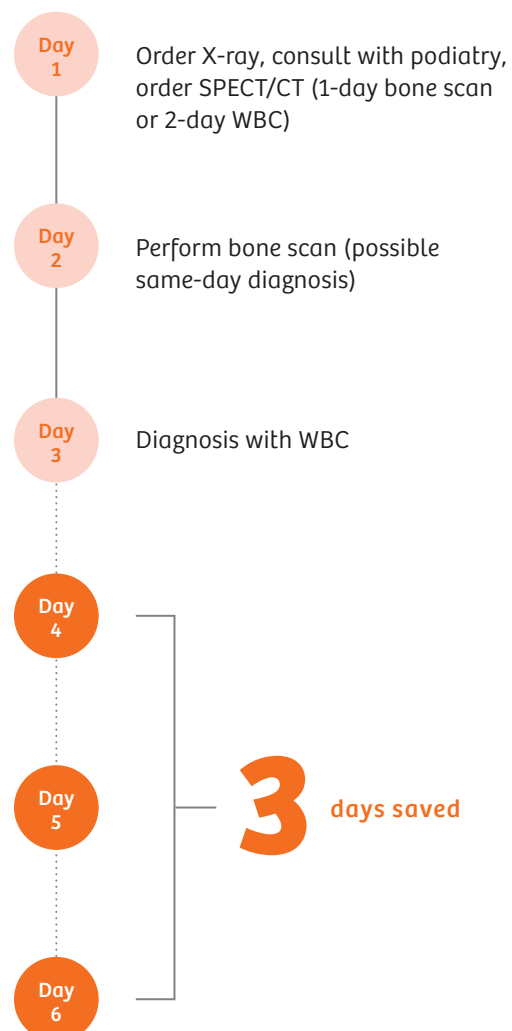 Day
1
Order X-ray, consult with podiatry,
order SPECT/CT (1-day bone scan
or 2-day WBC)
Day
2
Perform bone scan (possible
same-day diagnosis)
Day
3
Diagnosis with WBC
Day
4
Day
5
3 days saved
Day
6